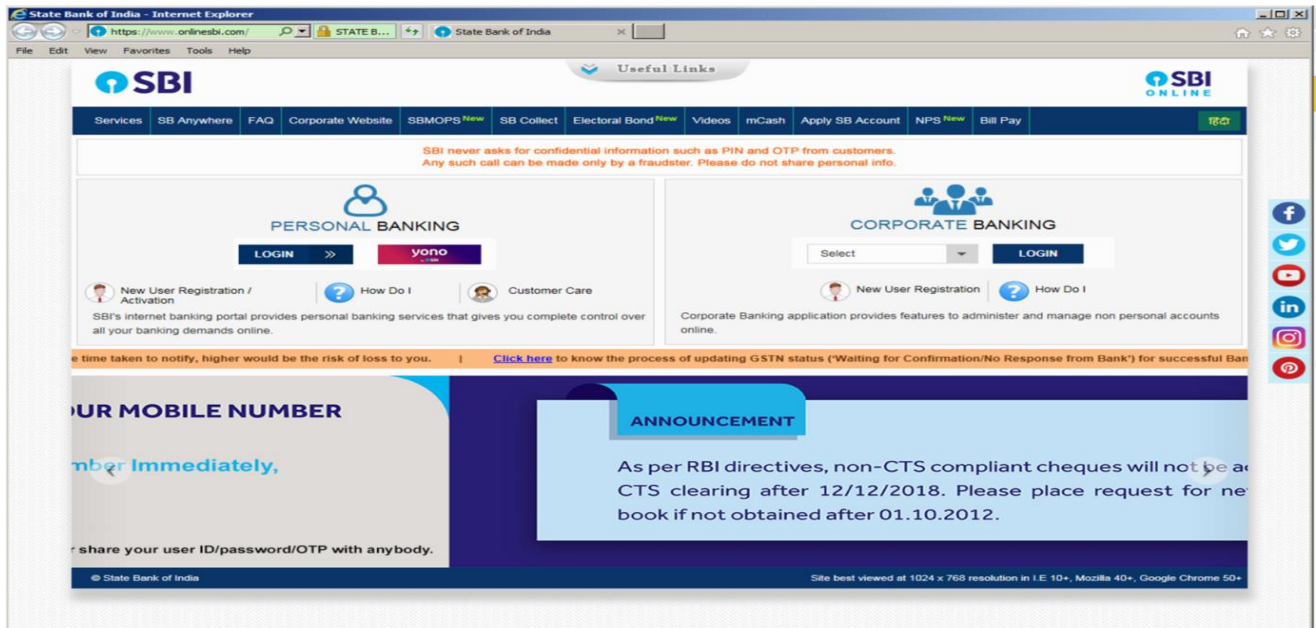 State Bank of India - Internet Explorer
https://www.onlinesbi.com/ STATE B... State Bank of India
File Edit View Favorites Tools Help
Useful Links
SBI
SBI
ONLINE
Services SB Anywhere FAQ Corporate Website SBMOPS New SB Collect Electoral Bond New Videos mCash Apply SB Account NPS New Bill Pay हिंदी
SBI never asks for confidential information such as PIN and OTP from customers.
Any such call can be made only by a fraudster. Please do not share personal info.
PERSONAL BANKING
LOGIN » yono
SBI
New User Registration /
Activation
How Do I
Customer Care
SBI's internet banking portal provides personal banking services that gives you complete control over
all your banking demands online.
CORPORATE BANKING
Select LOGIN
New User Registration
How Do I
Corporate Banking application provides features to administer and manage non personal accounts
online.
e time taken to notify, higher would be the risk of loss to you. | Click here to know the process of updating GSTN status ('Waiting for Confirmation/No Response from Bank') for successful Ban
OUR MOBILE NUMBER
mber Immediately,
r share your user ID/password/OTP with anybody.
ANNOUNCEMENT
As per RBI directives, non-CTS compliant cheques will not be a
CTS clearing after 12/12/2018. Please place request for ne
book if not obtained after 01.10.2012.
© State Bank of India
Site best viewed at 1024 x 768 resolution in I.E 10+, Mozilla 40+, Google Chrome 50+